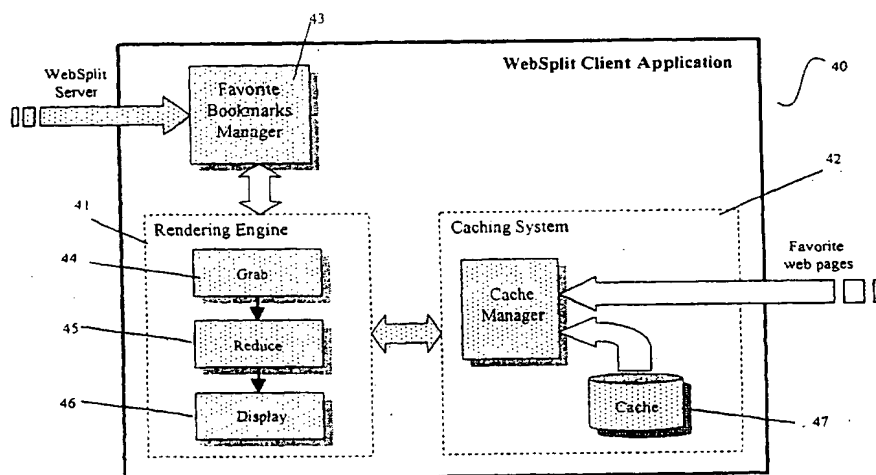 43
WebSplit Client Application
40
WebSplit
Server
Favorite
Bookmarks
Manager
42
41
Rendering Engine
Caching System
44
Grab
Favorite
web pages
Cache
Manager
45
Reduce
46
Display
Cache
47